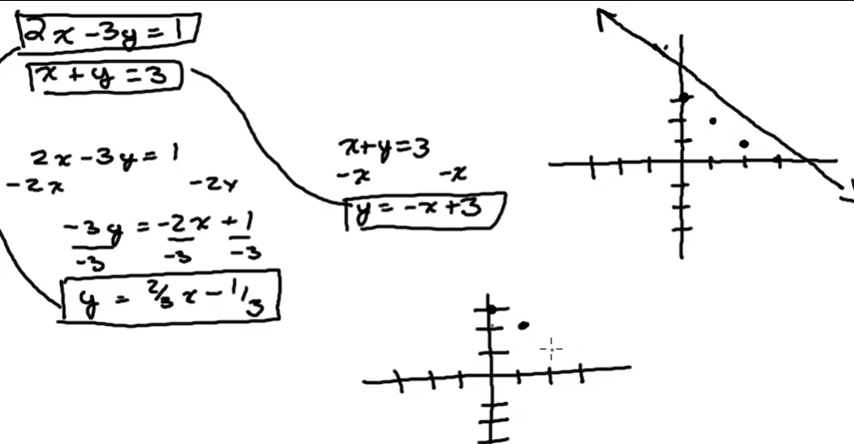 2x - 3y = 1
x + y = 3
2x - 3y = 1
-2x -2x
-3y = -2x + 1
-3 -3 -3
y = 2/3 x - 1/3
x + y = 3
-x -x
y = -x + 3